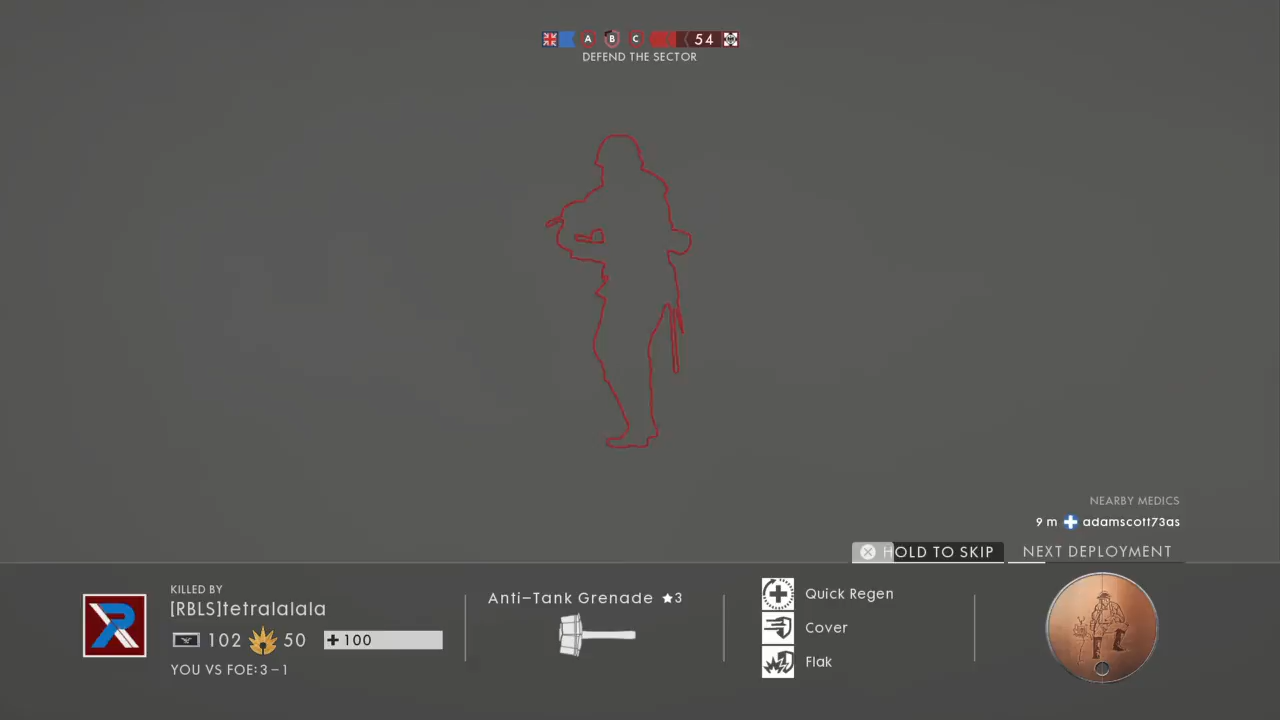 A B C 54
DEFEND THE SECTOR
NEARBY MEDICS
9 m adamscott73as
HOLD TO SKIP NEXT DEPLOYMENT
KILLED BY
[RBLS]tetralalala
102 50 +100
YOU VS FOE: 3 – 1
Anti-Tank Grenade ★3
Quick Regen
Cover
Flak